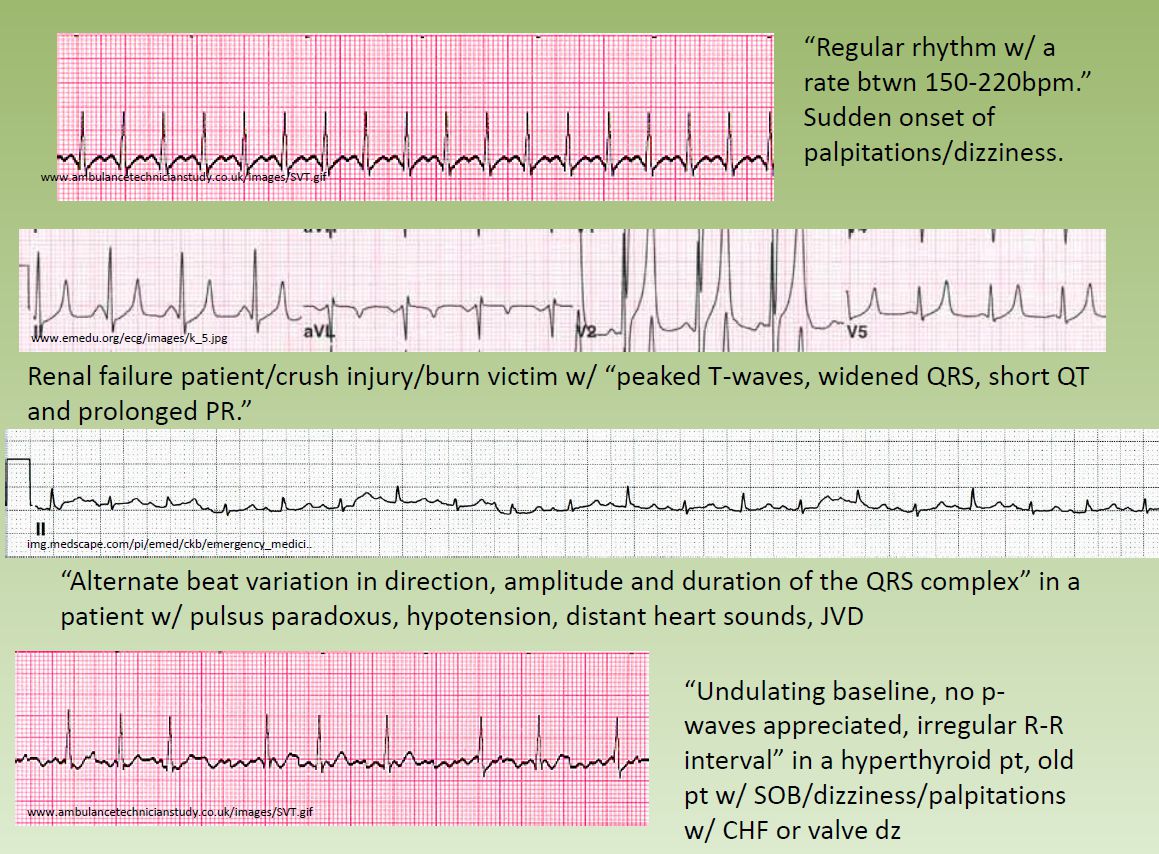 “Regular rhythm w/ a
rate btwn 150-220bpm.”
Sudden onset of
palpitations/dizziness.
www.ambulancetechnicianstudy.co.uk/images/SVT.gif
aVL
V2
V5
II
www.emedu.org/ecg/images/k_5.jpg
Renal failure patient/crush injury/burn victim w/ “peaked T-waves, widened QRS, short QT
and prolonged PR.”
II
img.medscape.com/pi/emed/ckb/emergency_medici..
“Alternate beat variation in direction, amplitude and duration of the QRS complex” in a
patient w/ pulsus paradoxus, hypotension, distant heart sounds, JVD
“Undulating baseline, no p-
waves appreciated, irregular R-R
interval” in a hyperthyroid pt, old
pt w/ SOB/dizziness/palpitations
w/ CHF or valve dz
www.ambulancetechnicianstudy.co.uk/images/SVT.gif